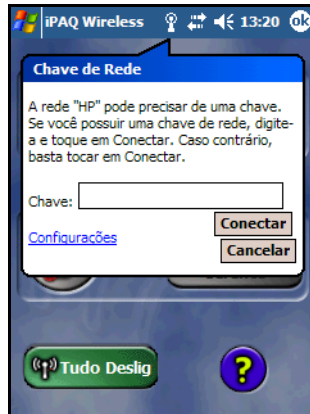 iPAQ Wireless 13:20 ok
Chave de Rede
A rede "HP" pode precisar de uma chave.
Se você possuir uma chave de rede, digite-
a e toque em Conectar. Caso contrário,
basta tocar em Conectar.
Chave:
Conectar
Configurações
Cancelar
Tudo Deslig
?